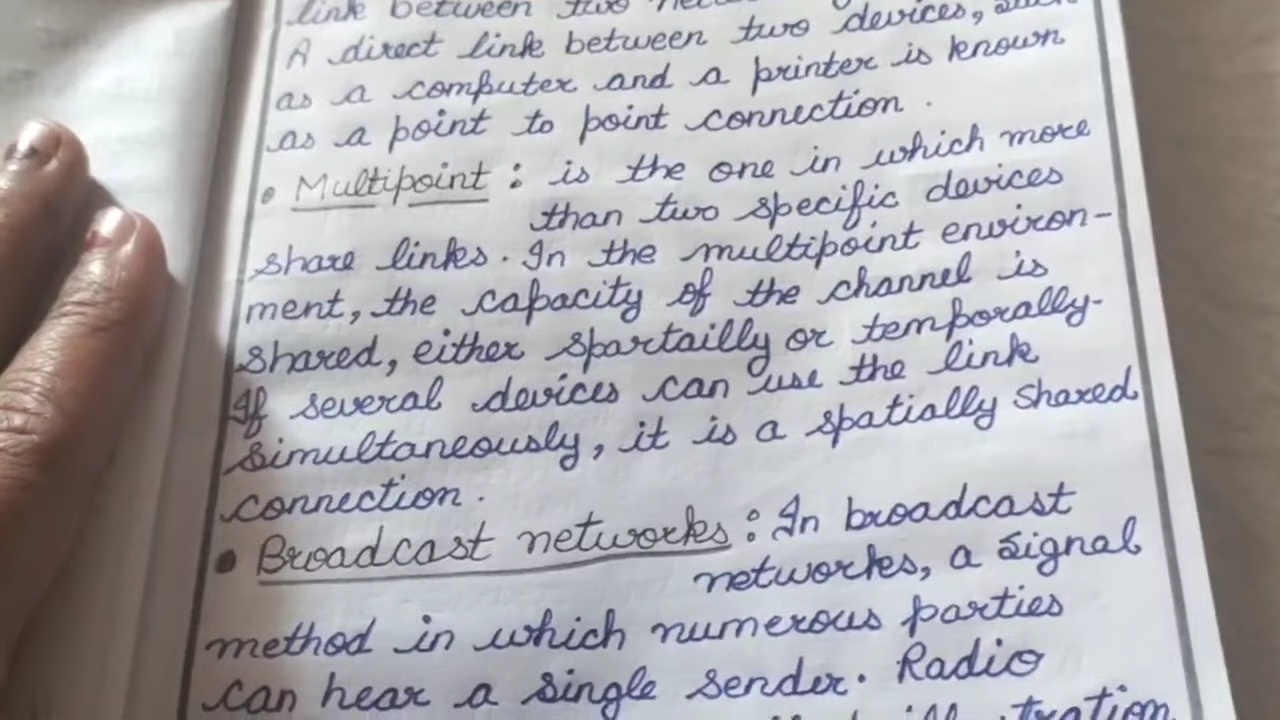 link between two
A direct link between two devices, such
as a computer and a printer is known
as a point to point connection.
• Multipoint : is the one in which more
than two specific devices
share links. In the multipoint environ-
ment, the capacity of the channel is
shared, either spartailly or temporally.
If several devices can use the link
simultaneously, it is a spatially shared
connection.
• Broadcast networks : In broadcast
networks, a signal
method in which numerous parties
can hear a single sender. Radio